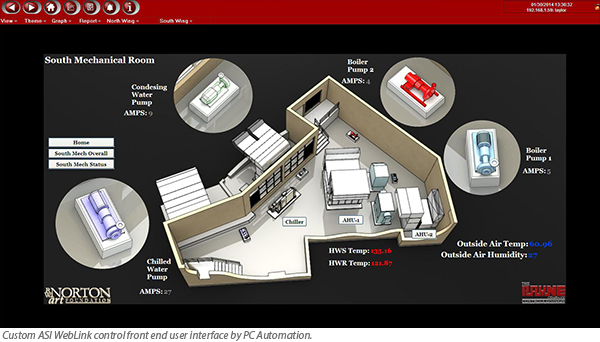 01/30/2014 13:36:32
192.168.1.59: taylor
View
Theme
Graph
Report
North Wing
South Wing
South Mechanical Room
Condesing
Water
Pump
AMPS: 9
Boiler
Pump 2
AMPS: 4
Boiler
Pump 1
AMPS: 5
Home
South Mech Overall
South Mech Status
Chiller
AHU-1
AHU-2
HWS Temp: 135.16
HWR Temp: 121.87
Outside Air Temp: 60.96
Outside Air Humidity: 27
Chilled
Water
Pump
AMPS: 27
NORTON
art
FOUNDATION
Custom ASI WebLink control front end user interface by PC Automation.